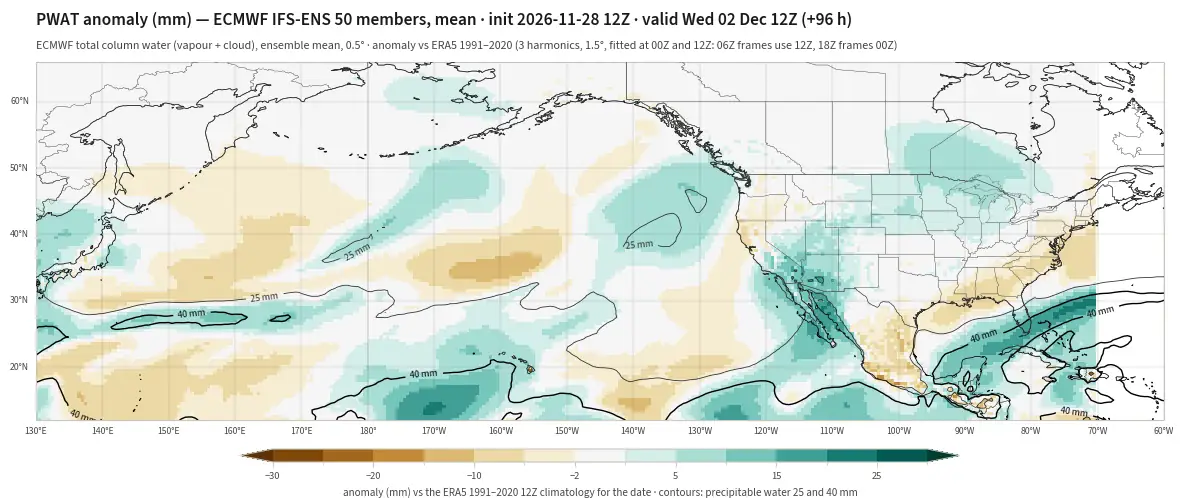 PWAT anomaly (mm) — ECMWF IFS-ENS 50 members, mean · init 2026-11-28 12Z · valid Wed 02 Dec 12Z (+96 h)
ECMWF total column water (vapour + cloud), ensemble mean, 0.5° · anomaly vs ERA5 1991–2020 (3 harmonics, 1.5°, fitted at 00Z and 12Z: 06Z frames use 12Z, 18Z frames 00Z)
60°N
50°N
40°N
30°N
20°N
25 mm
25 mm
25 mm
40 mm
40 mm
40 mm
40 mm
40 mm
40 mm
130°E 140°E 150°E 160°E 170°E 180° 170°W 160°W 150°W 140°W 130°W 120°W 110°W 100°W 90°W 80°W 70°W 60°W
−30 −20 −10 −2 5 15 25
anomaly (mm) vs the ERA5 1991–2020 12Z climatology for the date · contours: precipitable water 25 and 40 mm